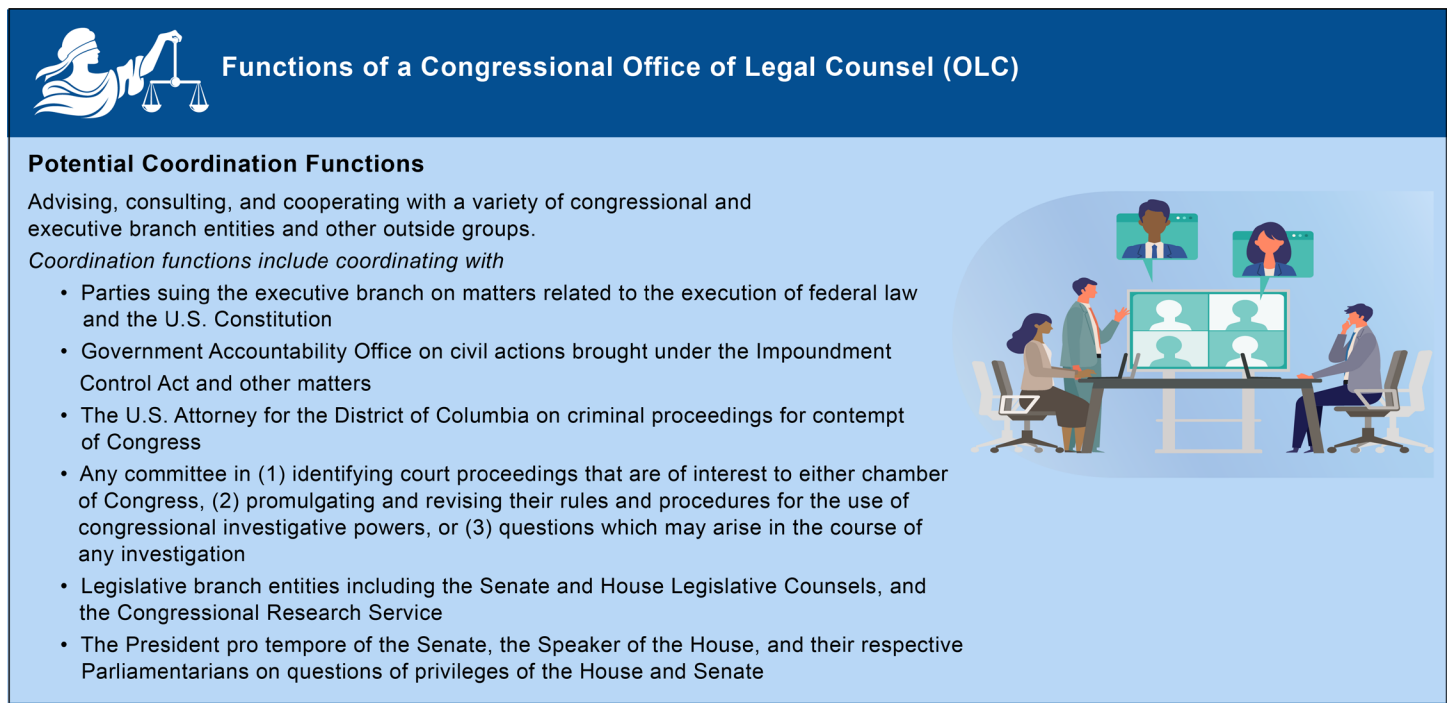 Functions of a Congressional Office of Legal Counsel (OLC)
Potential Coordination Functions
Advising, consulting, and cooperating with a variety of congressional and
executive branch entities and other outside groups.
Coordination functions include coordinating with
• Parties suing the executive branch on matters related to the execution of federal law
and the U.S. Constitution
• Government Accountability Office on civil actions brought under the Impoundment
Control Act and other matters
• The U.S. Attorney for the District of Columbia on criminal proceedings for contempt
of Congress
• Any committee in (1) identifying court proceedings that are of interest to either chamber
of Congress, (2) promulgating and revising their rules and procedures for the use of
congressional investigative powers, or (3) questions which may arise in the course of
any investigation
• Legislative branch entities including the Senate and House Legislative Counsels, and
the Congressional Research Service
• The President pro tempore of the Senate, the Speaker of the House, and their respective
Parliamentarians on questions of privileges of the House and Senate